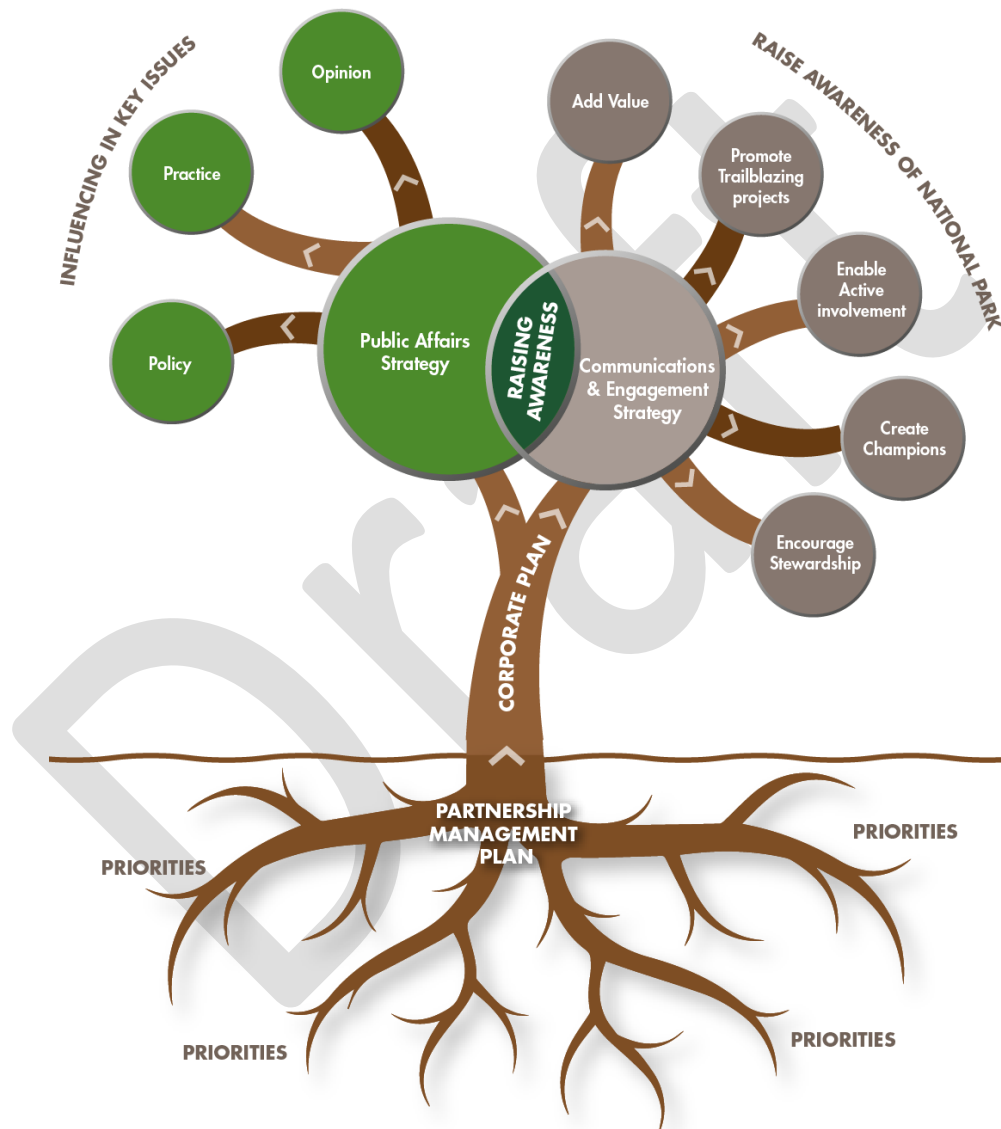 INFLUENCING IN KEY ISSUES
RAISE AWARENESS OF NATIONAL PARK
Opinion
Practice
Policy
Add Value
Promote
Trailblazing
projects
Enable
Active
involvement
Create
Champions
Encourage
Stewardship
Public Affairs
Strategy
RAISING
AWARENESS
Communications
& Engagement
Strategy
CORPORATE PLAN
PARTNERSHIP
MANAGEMENT
PLAN
PRIORITIES
PRIORITIES
PRIORITIES
PRIORITIES
Draft